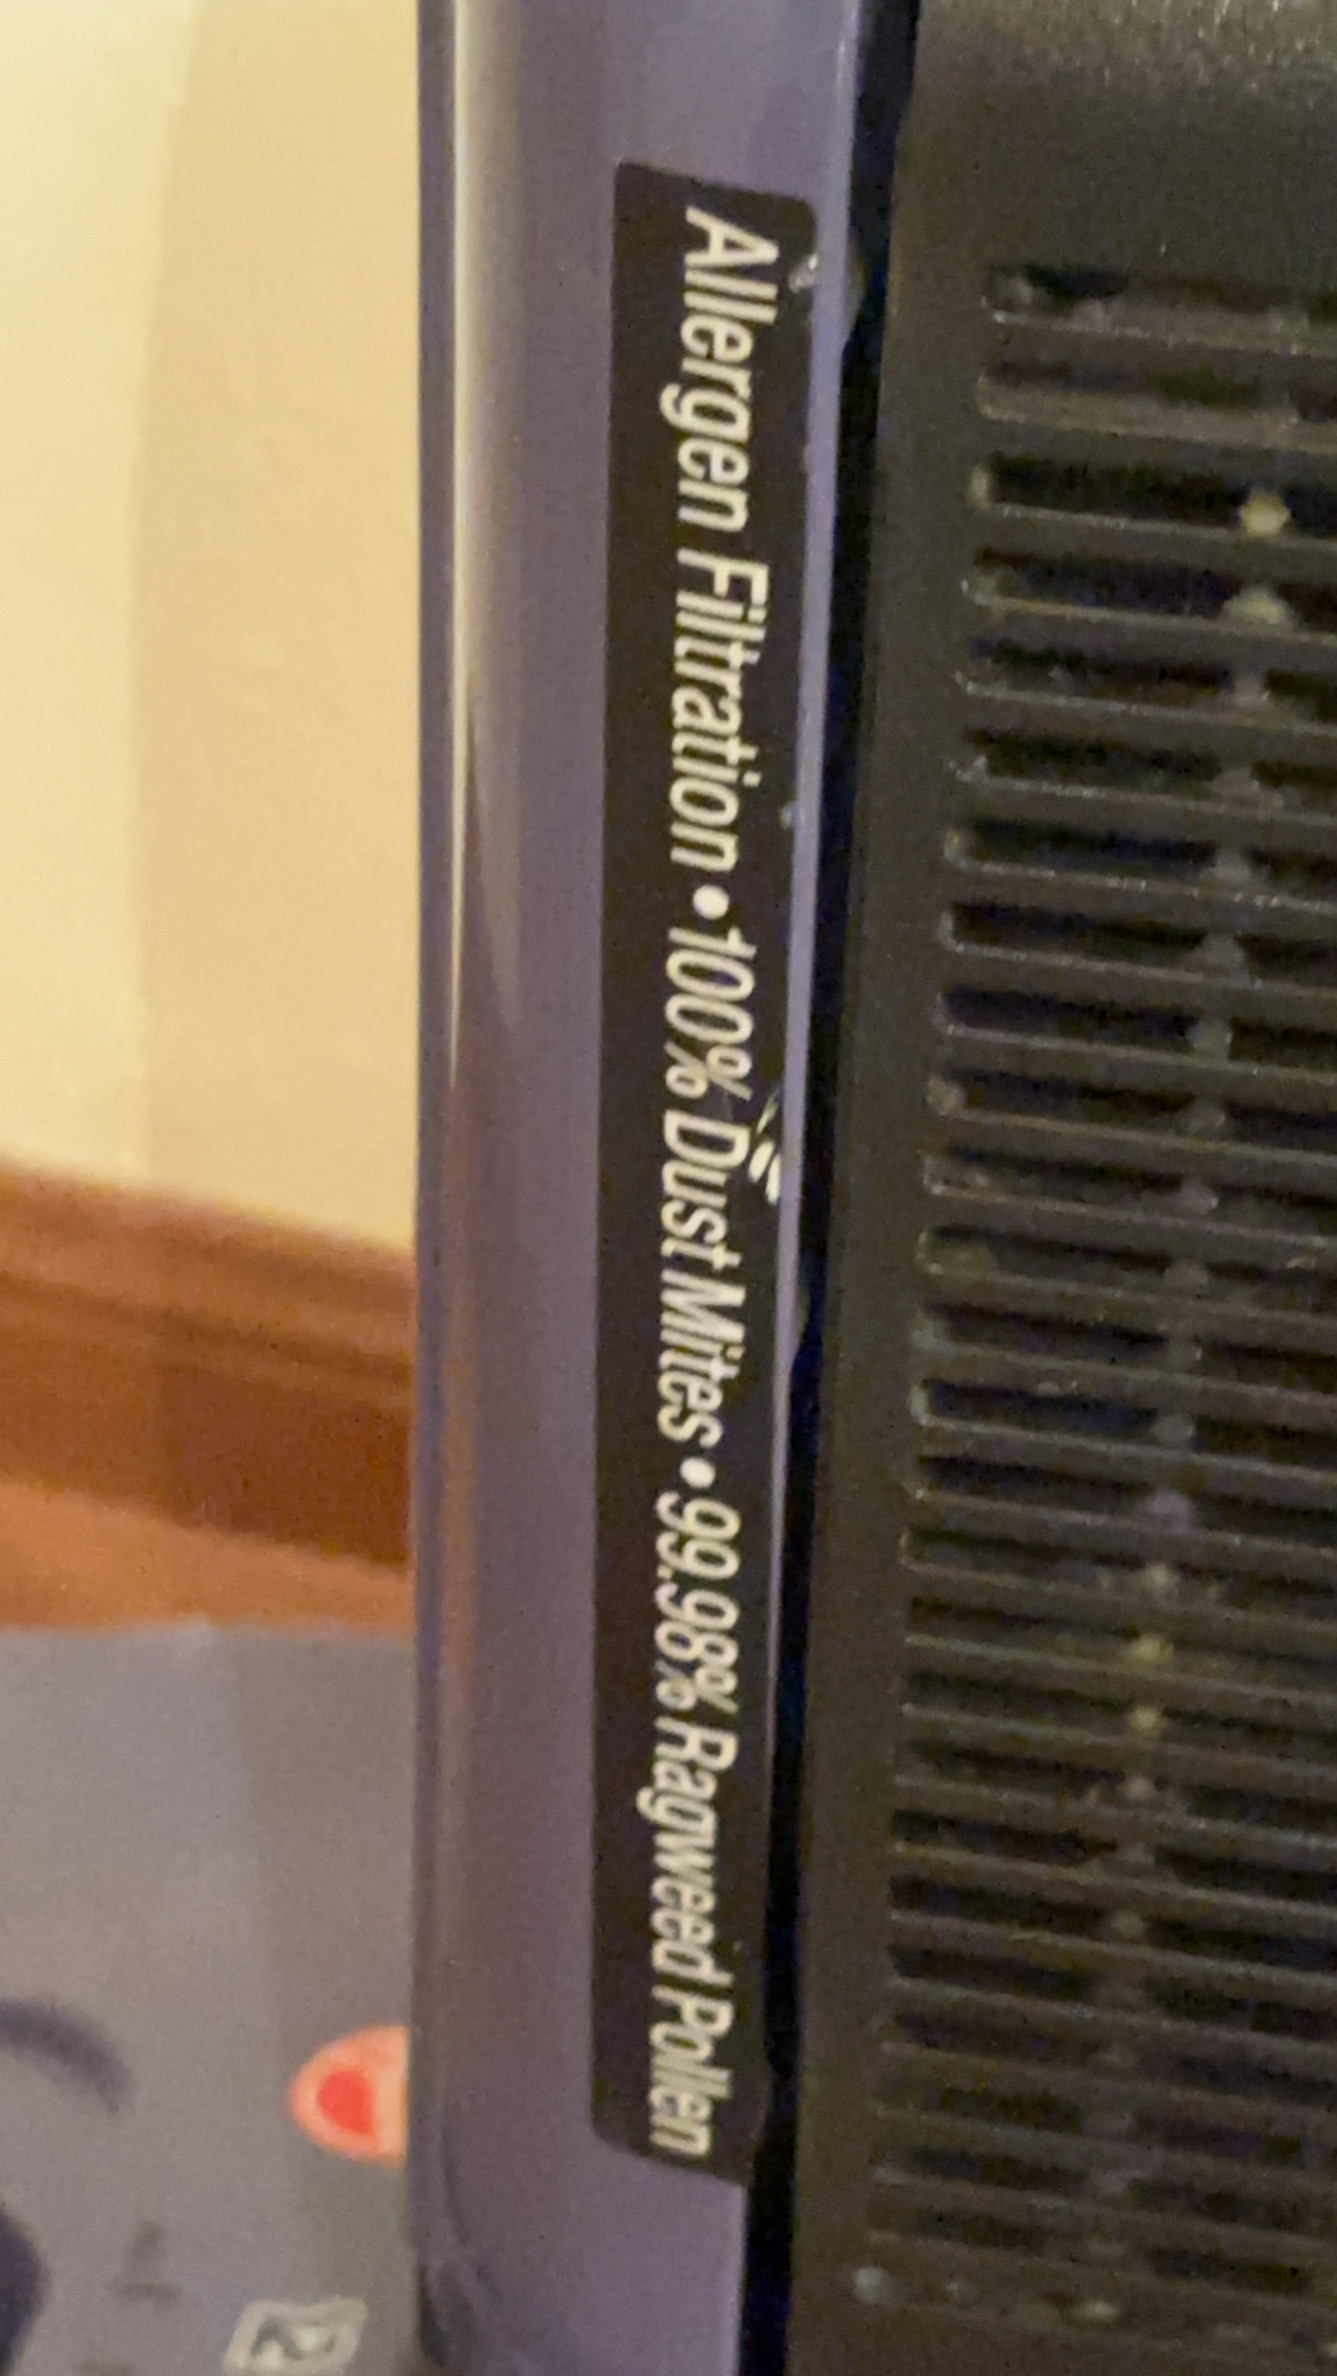 Allergen Filtration • 100% Dust Mites • 99.98% Ragweed Pollen